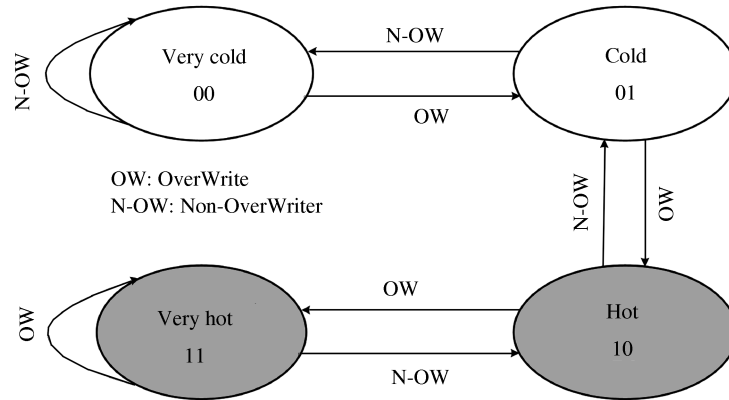 N-OW
Very cold
00
N-OW
OW
Cold
01
OW: OverWrite
N-OW: Non-OverWriter
N-OW
OW
OW
Very hot
11
OW
N-OW
Hot
10